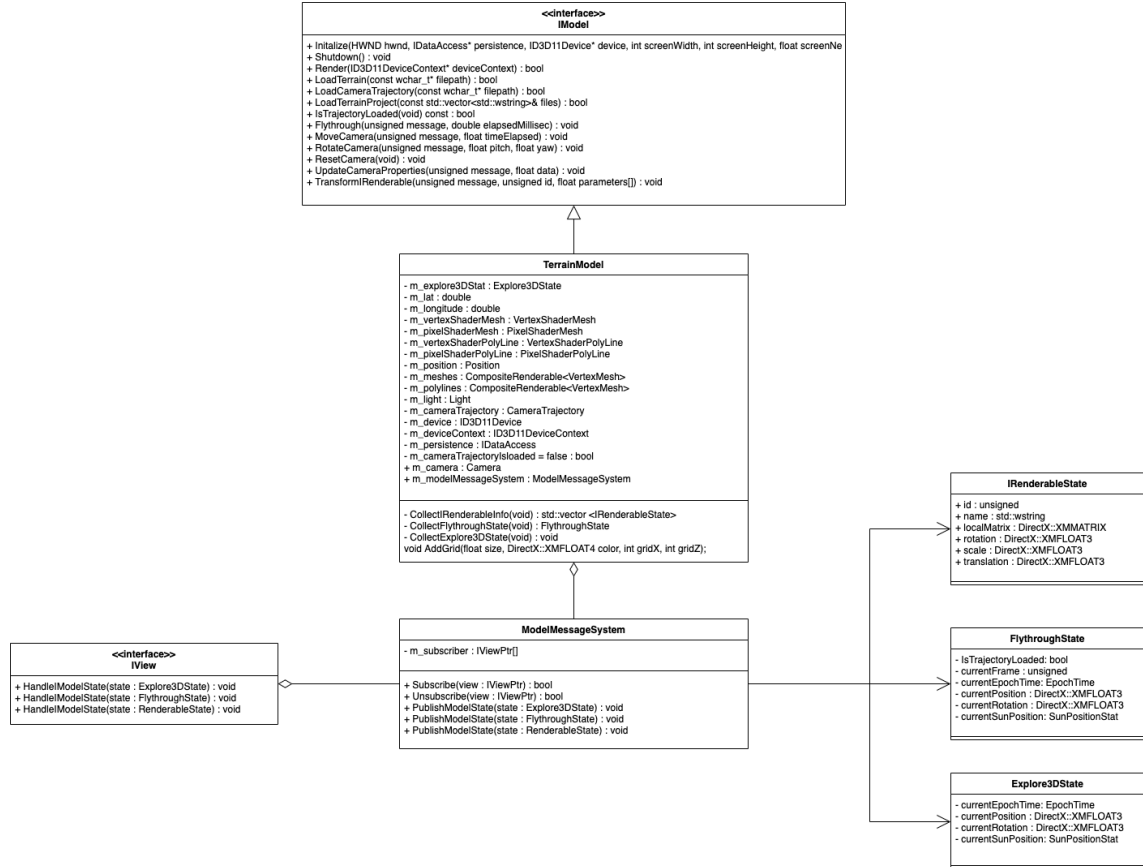 <<interface>>
IModel
+ Initalize(HWND hwnd, IDataAccess* persistence, ID3D11Device* device, int screenWidth, int screenHeight, float screenNe
+ Shutdown() : void
+ Render(ID3D11DeviceContext* deviceContext) : bool
+ LoadTerrain(const wchar_t* filepath) : bool
+ LoadCameraTrajectory(const wchar_t* filepath) : bool
+ LoadTerrainProject(const std::vector<std::wstring>& files) : bool
+ IsTrajectoryLoaded(void) const : bool
+ Flythrough(unsigned message, double elapsedMillisec) : void
+ MoveCamera(unsigned message, float timeElapsed) : void
+ RotateCamera(unsigned message, float pitch, float yaw) : void
+ ResetCamera(void) : void
+ UpdateCameraProperties(unsigned message, float data) : void
+ TransformIRenderable(unsigned message, unsigned id, float parameters[]) : void
TerrainModel
- m_explore3DStat : Explore3DState
- m_lat : double
- m_longitude : double
- m_vertexShaderMesh : VertexShaderMesh
- m_pixelShaderMesh : PixelShaderMesh
- m_vertexShaderPolyLine : VertexShaderPolyLine
- m_pixelShaderPolyLine : PixelShaderPolyLine
- m_position : Position
- m_meshes : CompositeRenderable<VertexMesh>
- m_polylines : CompositeRenderable<VertexMesh>
- m_light : Light
- m_cameraTrajectory : CameraTrajectory
- m_device : ID3D11Device
- m_deviceContext : ID3D11DeviceContext
- m_persistence : IDataAccess
- m_cameraTrajectoryIsloaded = false : bool
+ m_camera : Camera
+ m_modelMessageSystem : ModelMessageSystem
- CollectIRenderableInfo(void) : std::vector <IRenderableState>
- CollectFlythroughState(void) : FlythroughState
- CollectExplore3DState(void) : void
void AddGrid(float size, DirectX::XMFLOAT4 color, int gridX, int gridZ);
IRenderableState
+ id : unsigned
+ name : std::wstring
+ localMatrix : DirectX::XMMATRIX
+ rotation : DirectX::XMFLOAT3
+ scale : DirectX::XMFLOAT3
+ translation : DirectX::XMFLOAT3
ModelMessageSystem
- m_subscriber : IViewPtr[]
+ Subscribe(view : IViewPtr) : bool
+ Unsubscribe(view : IViewPtr) : bool
+ PublishModelState(state : Explore3DState) : void
+ PublishModelState(state : FlythroughState) : void
+ PublishModelState(state : RenderableState) : void
<<interface>>
IView
+ HandleIModelState(state : Explore3DState) : void
+ HandleIModelState(state : FlythroughState) : void
+ HandleIModelState(state : RenderableState) : void
FlythroughState
- IsTrajectoryLoaded: bool
- currentFrame : unsigned
- currentEpochTime: EpochTime
- currentPosition : DirectX::XMFLOAT3
- currentRotation : DirectX::XMFLOAT3
- currentSunPosition: SunPositionStat
Explore3DState
- currentEpochTime: EpochTime
- currentPosition : DirectX::XMFLOAT3
- currentRotation : DirectX::XMFLOAT3
- currentSunPosition: SunPositionStat